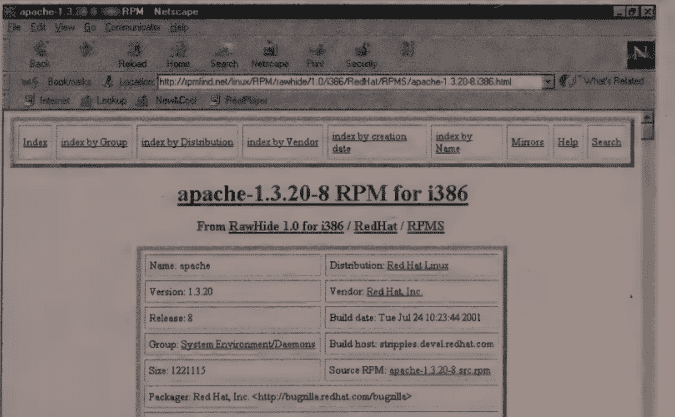 RPM Netscape
File Edit View Go Communicator Help
Back Reload Home Search Netscape Print Security
Bookmarks Location: http://rpmfind.net/linux/RPM/rawhide/1.0/i386/RedHat/RPMS/apache-1.3.20-8.i386.html What's Related
Internet Lookup New&Cool RealPlayer
Index index by Group index by Distribution index by Vendor index by creation date index by Name Mirrors Help Search
apache-1.3.20-8 RPM for i386
From RawHide 1.0 for i386 / RedHat / RPMS
Name: apache Distribution: Red Hat Linux
Version: 1.3.20 Vendor: Red Hat, Inc.
Release: 8 Build date: Tue Jul 24 10:23:44 2001
Group: System Environment/Daemons Build host: stripples.devel.redhat.com
Size: 1221115 Source RPM: apache-1.3.20-8.src.rpm
Packager: Red Hat, Inc. <http://bugzilla.redhat.com/bugzilla>